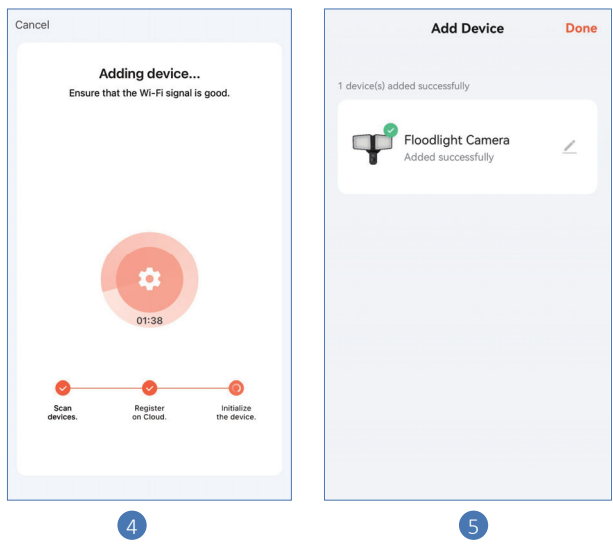 Cancel
Adding device...
Ensure that the Wi-Fi signal is good.
01:38
Scan
devices.
Register
on Cloud.
Initialize
the device.
4
Add Device
Done
1 device(s) added successfully
Floodlight Camera
Added successfully
5